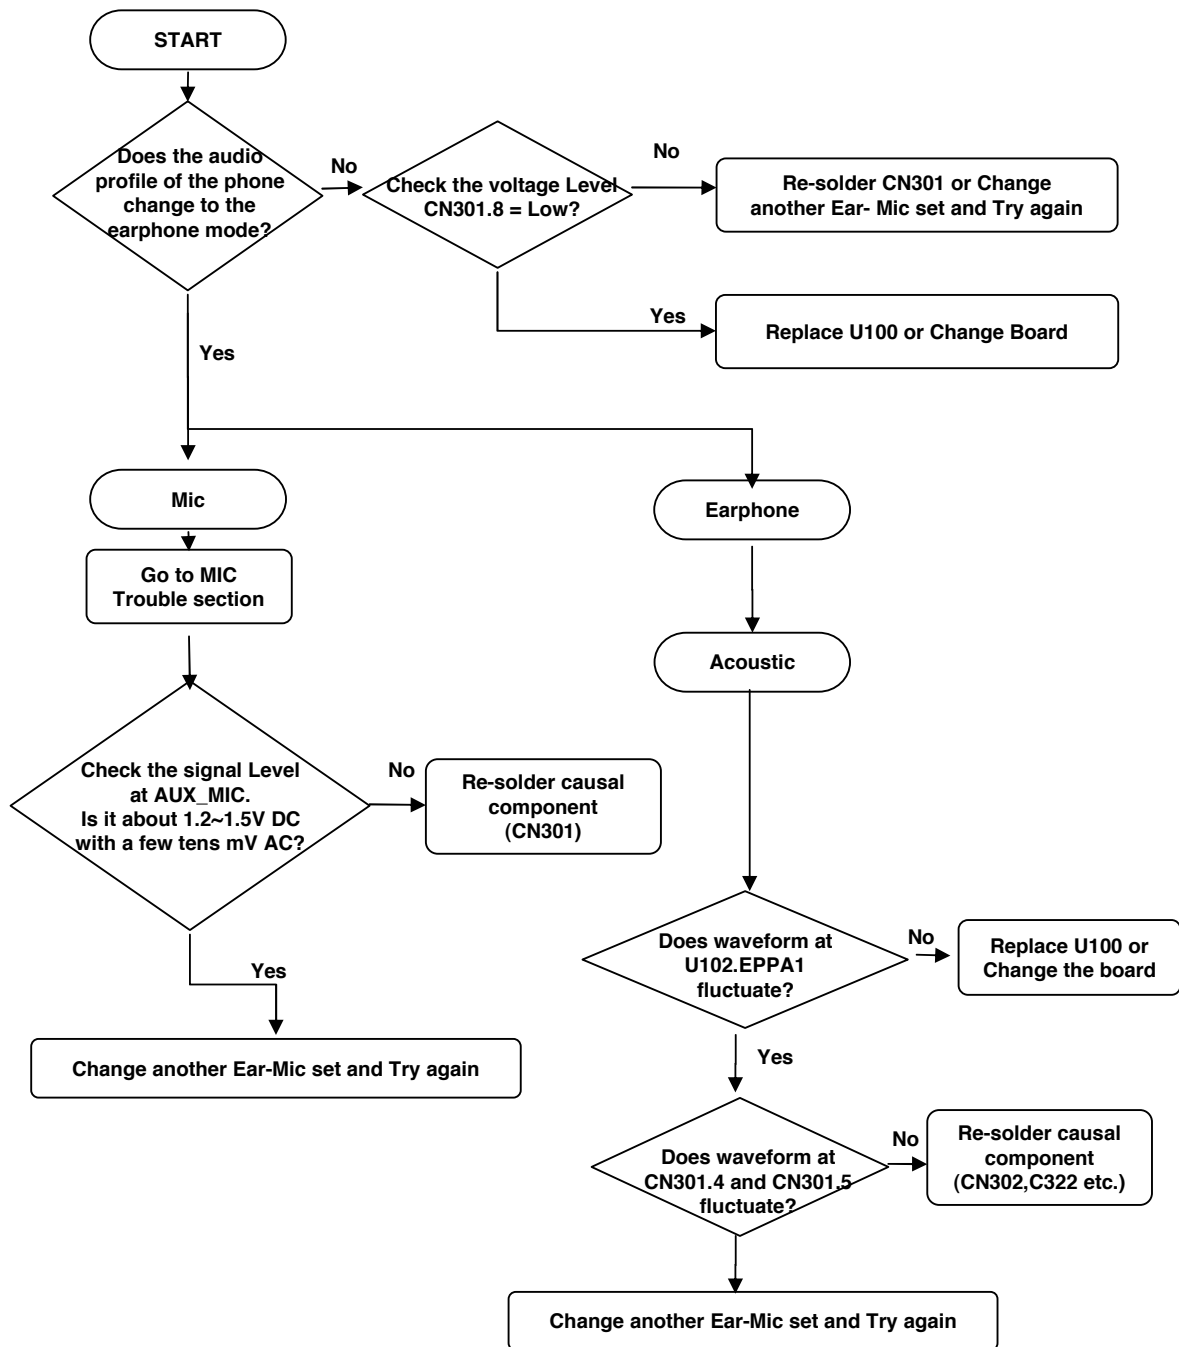 START
Does the audio
profile of the phone
change to the
earphone mode?
No
Check the voltage Level
CN301.8 = Low?
No
Re-solder CN301 or Change
another Ear- Mic set and Try again
Yes
Replace U100 or Change Board
Yes
Mic
Go to MIC
Trouble section
Check the signal Level
at AUX_MIC.
Is it about 1.2~1.5V DC
with a few tens mV AC?
No
Re-solder causal
component
(CN301)
Yes
Change another Ear-Mic set and Try again
Earphone
Acoustic
Does waveform at
U102.EPPA1
fluctuate?
No
Replace U100 or
Change the board
Yes
Does waveform at
CN301.4 and CN301.5
fluctuate?
No
Re-solder causal
component
(CN302,C322 etc.)
Change another Ear-Mic set and Try again